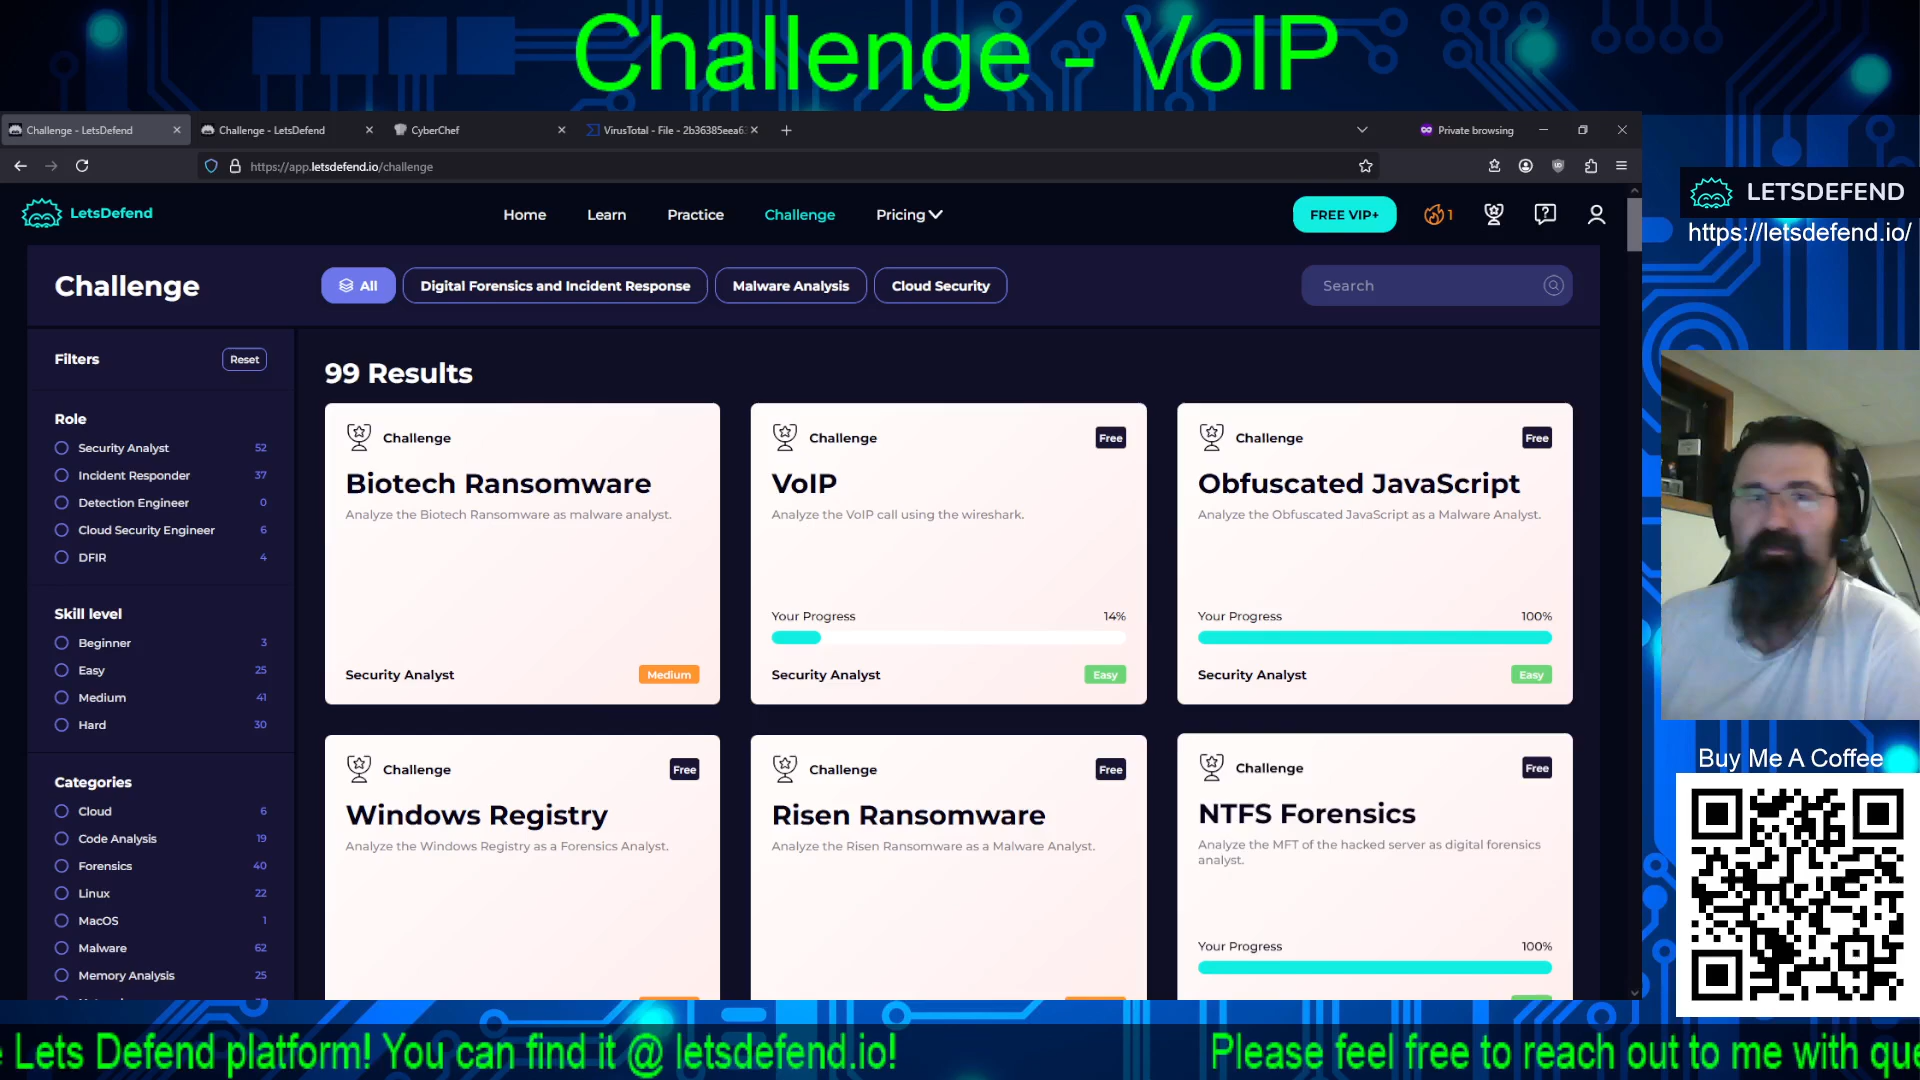 Challenge - VoIP
Challenge - LetsDefend
Challenge - LetsDefend
CyberChef
VirusTotal - File - 2b36385eea6
Private browsing
https://app.letsdefend.io/challenge
LetsDefend
Home
Learn
Practice
Challenge
Pricing
FREE VIP+
1
LETSDEFEND
https://letsdefend.io/
Challenge
All
Digital Forensics and Incident Response
Malware Analysis
Cloud Security
Search
Filters
Reset
Role
Security Analyst 52
Incident Responder 37
Detection Engineer 0
Cloud Security Engineer 6
DFIR 4
Skill level
Beginner 3
Easy 25
Medium 41
Hard 30
Categories
Cloud 6
Code Analysis 19
Forensics 40
Linux 22
MacOS 1
Malware 62
Memory Analysis 25
99 Results
Challenge
Biotech Ransomware
Analyze the Biotech Ransomware as malware analyst.
Security Analyst
Medium
Challenge
Free
VoIP
Analyze the VoIP call using the wireshark.
Your Progress 14%
Security Analyst
Easy
Challenge
Free
Obfuscated JavaScript
Analyze the Obfuscated JavaScript as a Malware Analyst.
Your Progress 100%
Security Analyst
Easy
Challenge
Free
Windows Registry
Analyze the Windows Registry as a Forensics Analyst.
Challenge
Free
Risen Ransomware
Analyze the Risen Ransomware as a Malware Analyst.
Challenge
Free
NTFS Forensics
Analyze the MFT of the hacked server as digital forensics
analyst.
Your Progress 100%
Buy Me A Coffee
Lets Defend platform! You can find it @ letsdefend.io!
Please feel free to reach out to me with que